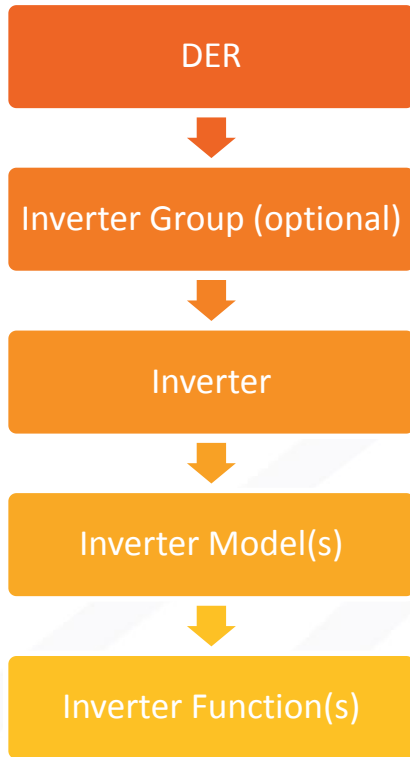 DER
Inverter Group (optional)
Inverter
Inverter Model(s)
Inverter Function(s)